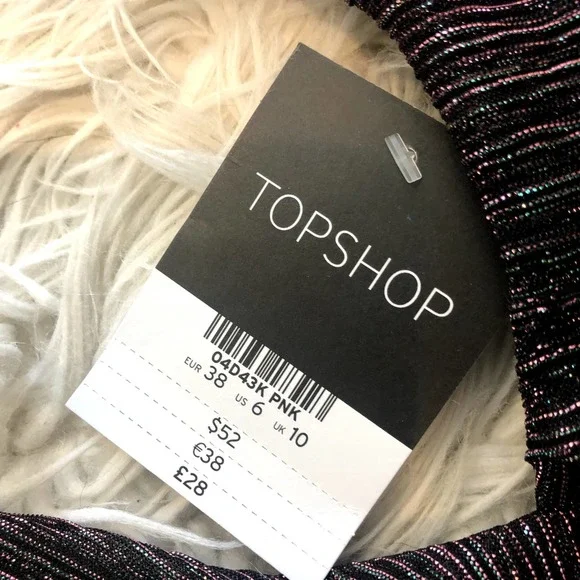 TOPSHOP
04D43K PNK
EUR 38 US 6 UK 10
$52
€38
£28